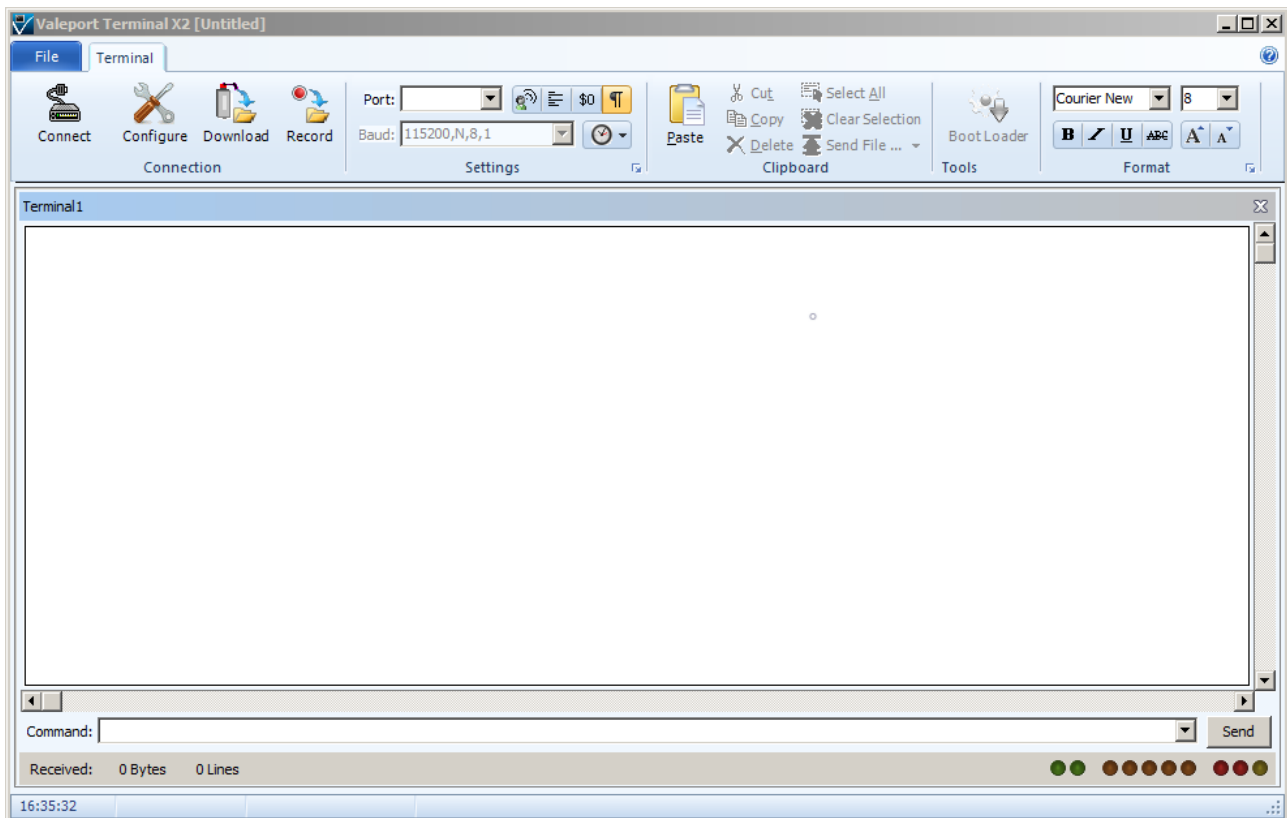 Valeport Terminal X2 [Untitled]
File Terminal
Connect Configure Download Record
Connection
Port:
$0 ¶
Baud: 115200,N,8,1
Settings
Paste
Cut Select All
Copy Clear Selection
Delete Send File ...
Clipboard
BootLoader
Tools
Courier New 8
B I U ABC A A
Format
Terminal1
Command: Send
Received: 0 Bytes 0 Lines
16:35:32